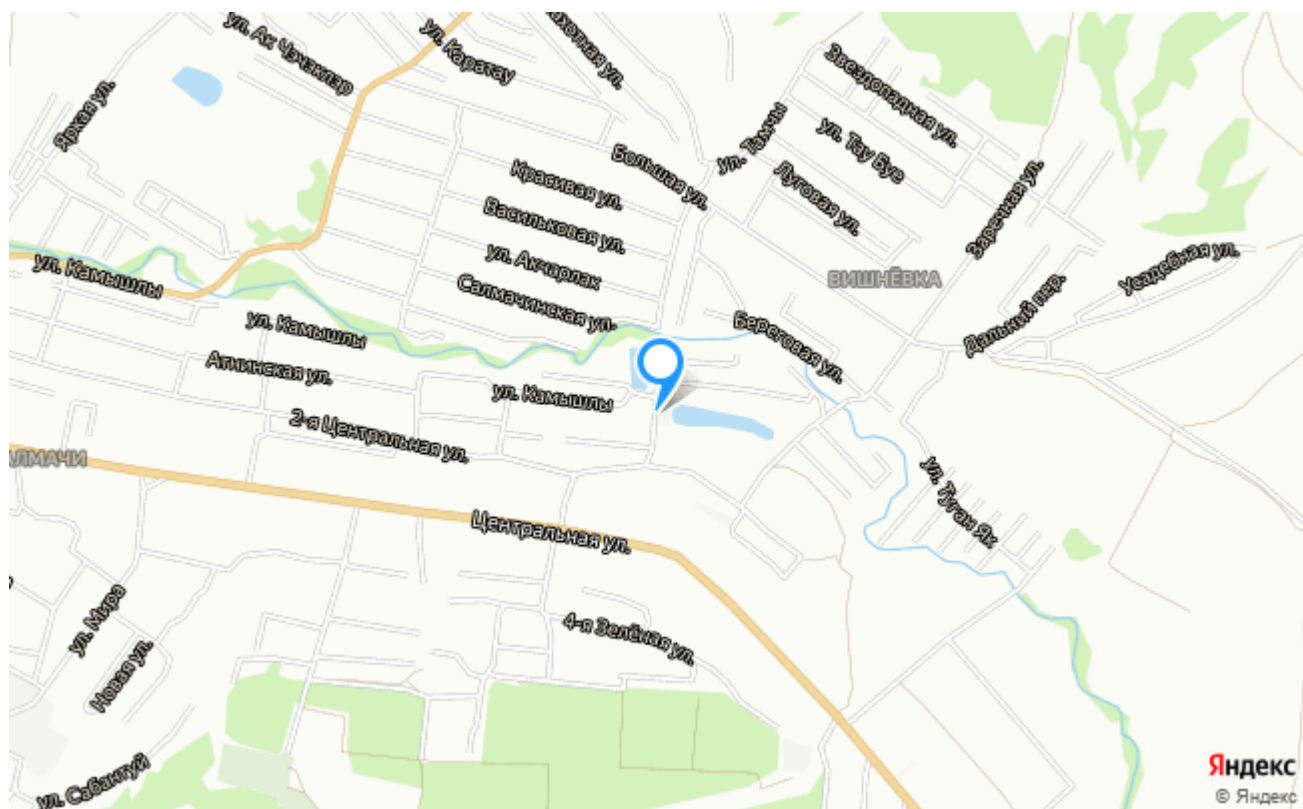 ул. Ак Чәчәкләр
ул. Каратау
Яркая ул.
Звездопадная ул.
ул. Тау Буе
ул. Тамчы
Большая ул.
Луговая ул.
Красивая ул.
Заречная ул.
Васильковая ул.
ул. Акчарлак
Салмачинская ул.
ВИШНЁВКА
Усадебная ул.
Дальный пер.
ул. Камышлы
ул. Камышлы
Береговая ул.
Атнинская ул.
ул. Камышлы
2-я Центральная ул.
ул. Туган Як
Центральная ул.
ул. Мира
Новая ул.
4-я Зелёная ул.
ул. Сабантуй
Яндекс
© Яндекс